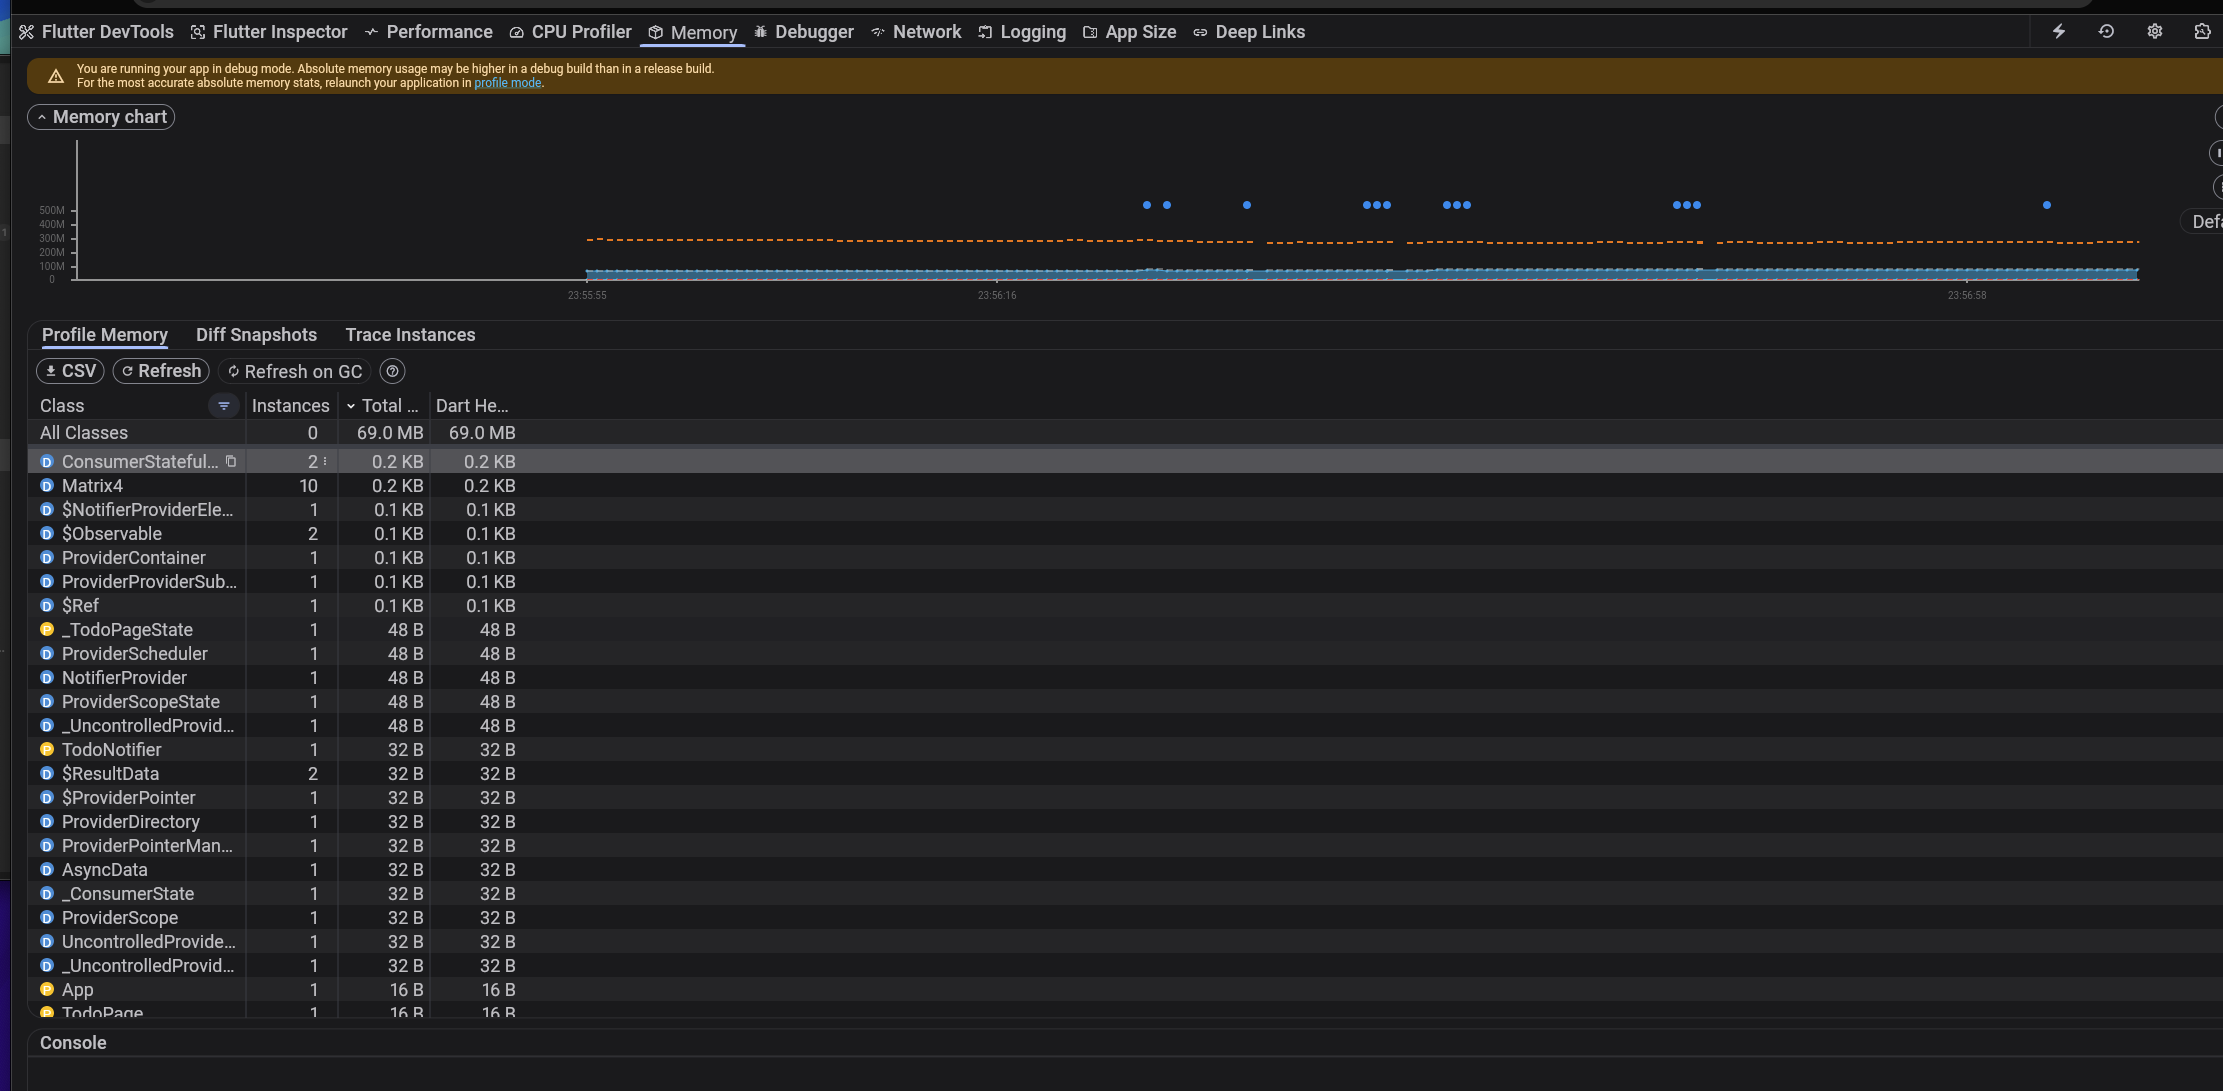 Flutter DevTools Flutter Inspector Performance CPU Profiler Memory Debugger Network Logging App Size Deep Links
You are running your app in debug mode. Absolute memory usage may be higher in a debug build than in a release build.
For the most accurate absolute memory stats, relaunch your application in profile mode.
Memory chart
500M
400M
300M
200M
100M
0
Defa
23:55:55 23:56:16 23:56:58
Profile Memory Diff Snapshots Trace Instances
CSV Refresh Refresh on GC
Class Instances Total ... Dart He...
All Classes 0 69.0 MB 69.0 MB
D ConsumerStateful... 2 0.2 KB 0.2 KB
D Matrix4 10 0.2 KB 0.2 KB
D $NotifierProviderEle... 1 0.1 KB 0.1 KB
D $Observable 2 0.1 KB 0.1 KB
D ProviderContainer 1 0.1 KB 0.1 KB
D ProviderProviderSub... 1 0.1 KB 0.1 KB
D $Ref 1 0.1 KB 0.1 KB
P _TodoPageState 1 48 B 48 B
D ProviderScheduler 1 48 B 48 B
D NotifierProvider 1 48 B 48 B
D ProviderScopeState 1 48 B 48 B
D _UncontrolledProvid... 1 48 B 48 B
P TodoNotifier 1 32 B 32 B
D $ResultData 2 32 B 32 B
D $ProviderPointer 1 32 B 32 B
D ProviderDirectory 1 32 B 32 B
D ProviderPointerMan... 1 32 B 32 B
D AsyncData 1 32 B 32 B
D _ConsumerState 1 32 B 32 B
D ProviderScope 1 32 B 32 B
D UncontrolledProvide... 1 32 B 32 B
D _UncontrolledProvid... 1 32 B 32 B
P App 1 16 B 16 B
P TodoPage 1 16 B 16 B
Console